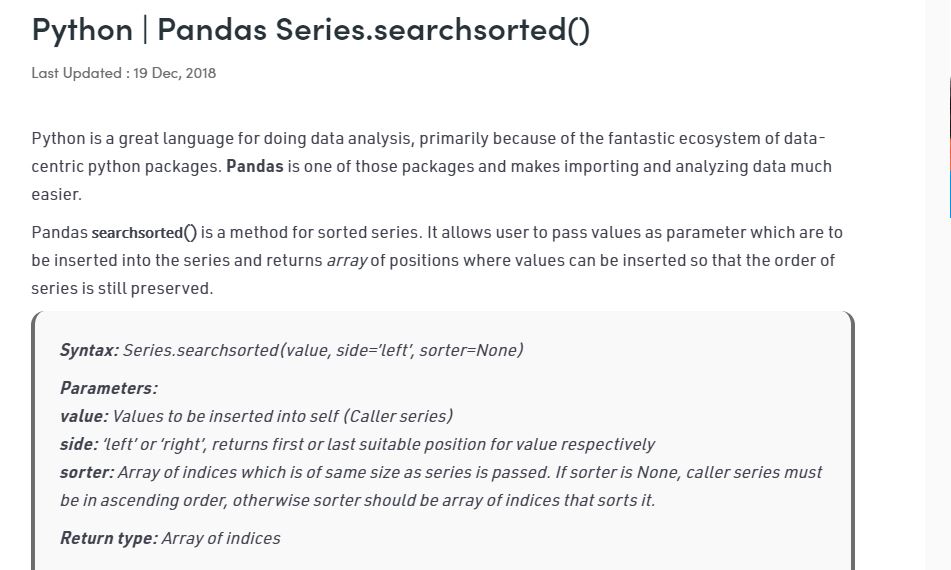 Python | Pandas Series.searchsorted()
Last Updated : 19 Dec, 2018
Python is a great language for doing data analysis, primarily because of the fantastic ecosystem of data-
centric python packages. Pandas is one of those packages and makes importing and analyzing data much
easier.
Pandas searchsorted() is a method for sorted series. It allows user to pass values as parameter which are to
be inserted into the series and returns array of positions where values can be inserted so that the order of
series is still preserved.
Syntax: Series.searchsorted(value, side=’left’, sorter=None)
Parameters:
value: Values to be inserted into self (Caller series)
side: ‘left’ or ‘right’, returns first or last suitable position for value respectively
sorter: Array of indices which is of same size as series is passed. If sorter is None, caller series must
be in ascending order, otherwise sorter should be array of indices that sorts it.
Return type: Array of indices